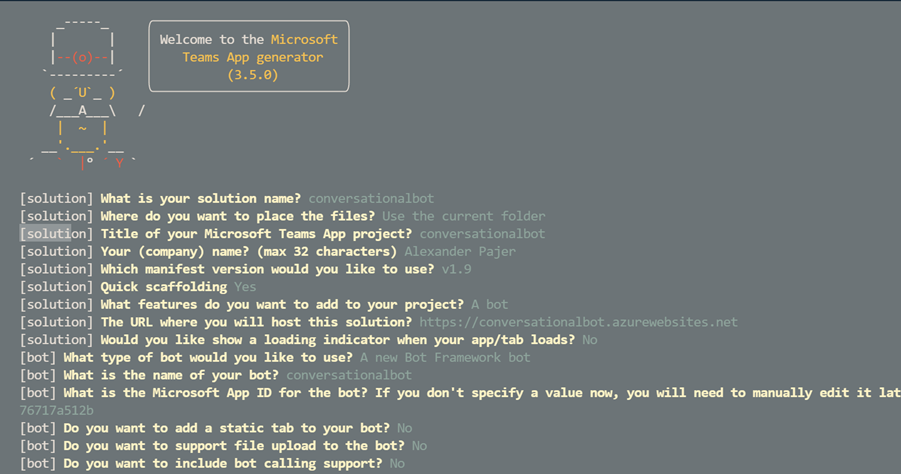 Welcome to the Microsoft
Teams App generator
(3.5.0)
[solution] What is your solution name? conversationalbot
[solution] Where do you want to place the files? Use the current folder
[solution] Title of your Microsoft Teams App project? conversationalbot
[solution] Your (company) name? (max 32 characters) Alexander Pajer
[solution] Which manifest version would you like to use? v1.9
[solution] Quick scaffolding Yes
[solution] What features do you want to add to your project? A bot
[solution] The URL where you will host this solution? https://conversationalbot.azurewebsites.net
[solution] Would you like show a loading indicator when your app/tab loads? No
[bot] What type of bot would you like to use? A new Bot Framework bot
[bot] What is the name of your bot? conversationalbot
[bot] What is the Microsoft App ID for the bot? If you don't specify a value now, you will need to manually edit it lat
76717a512b
[bot] Do you want to add a static tab to your bot? No
[bot] Do you want to support file upload to the bot? No
[bot] Do you want to include bot calling support? No